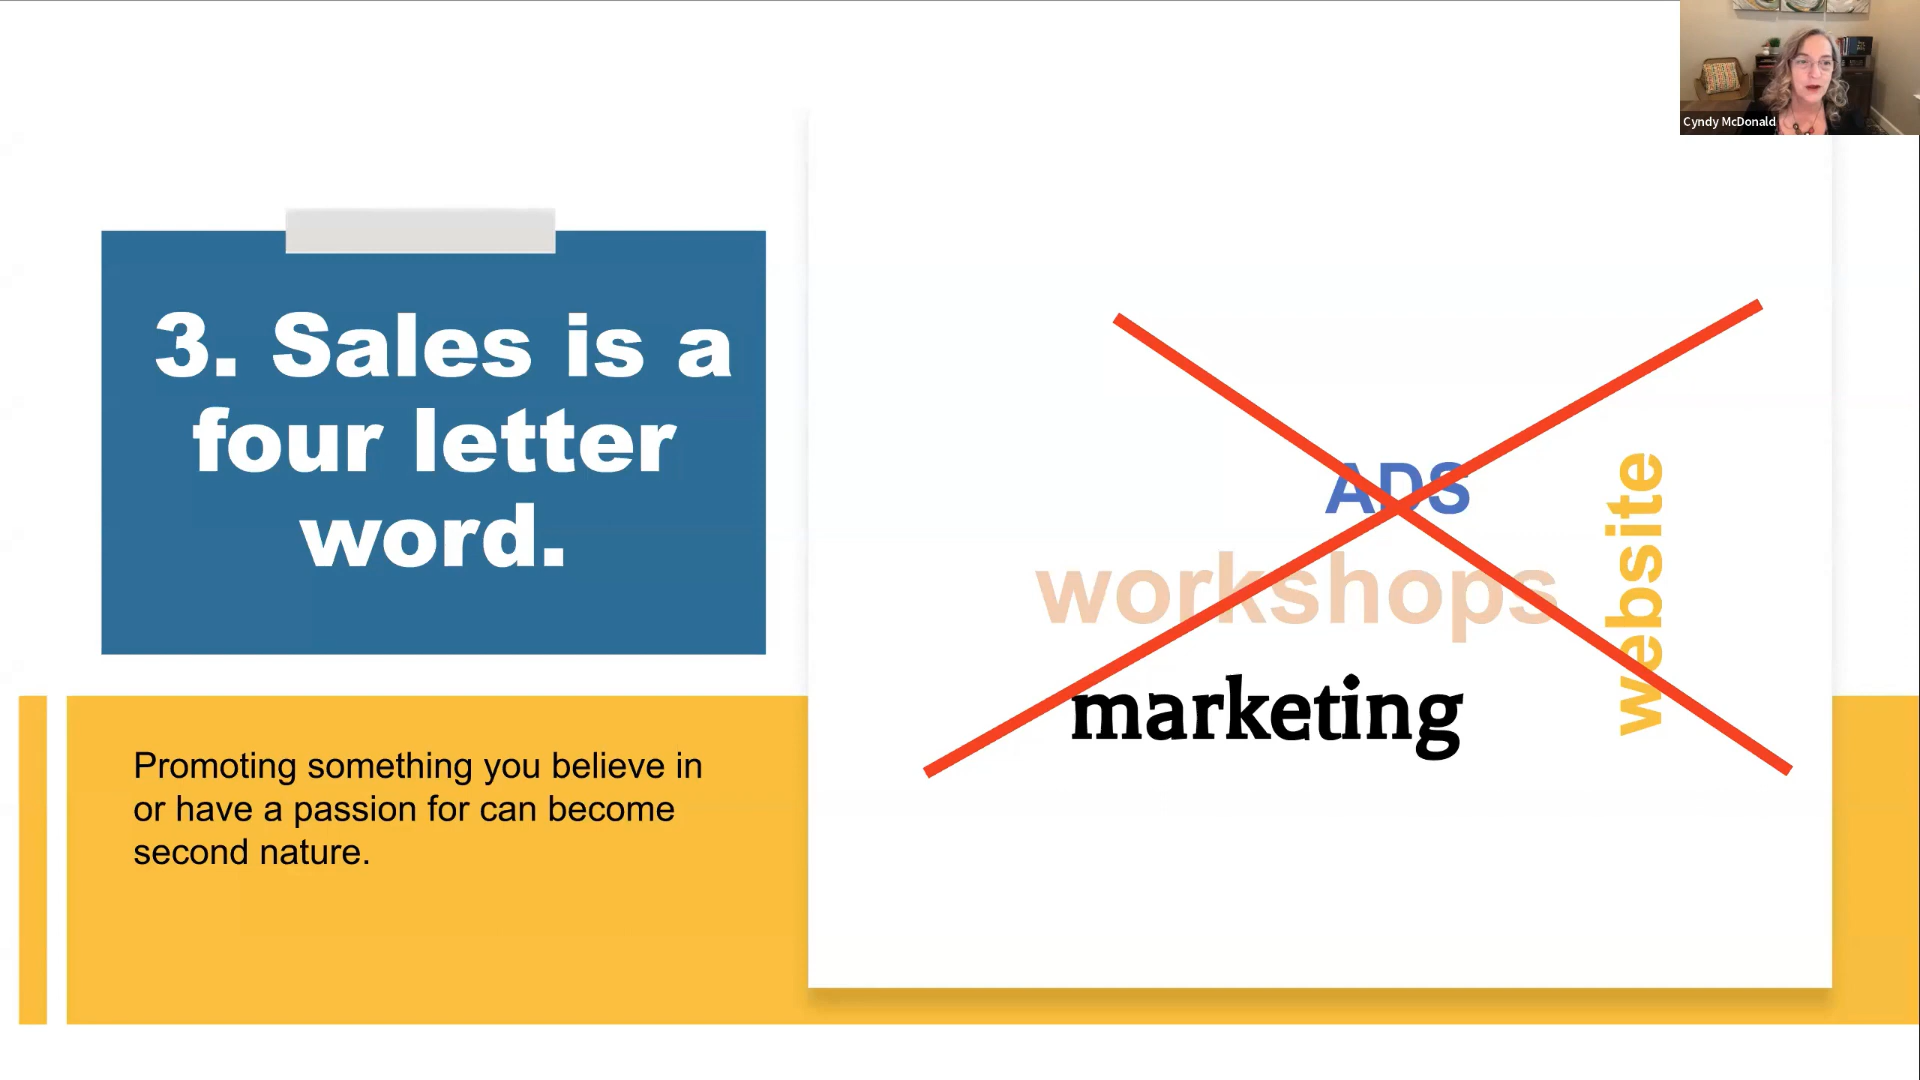 Cyndy McDonald
3. Sales is a
four letter
word.
Promoting something you believe in
or have a passion for can become
second nature.
ADS
workshops
marketing
website